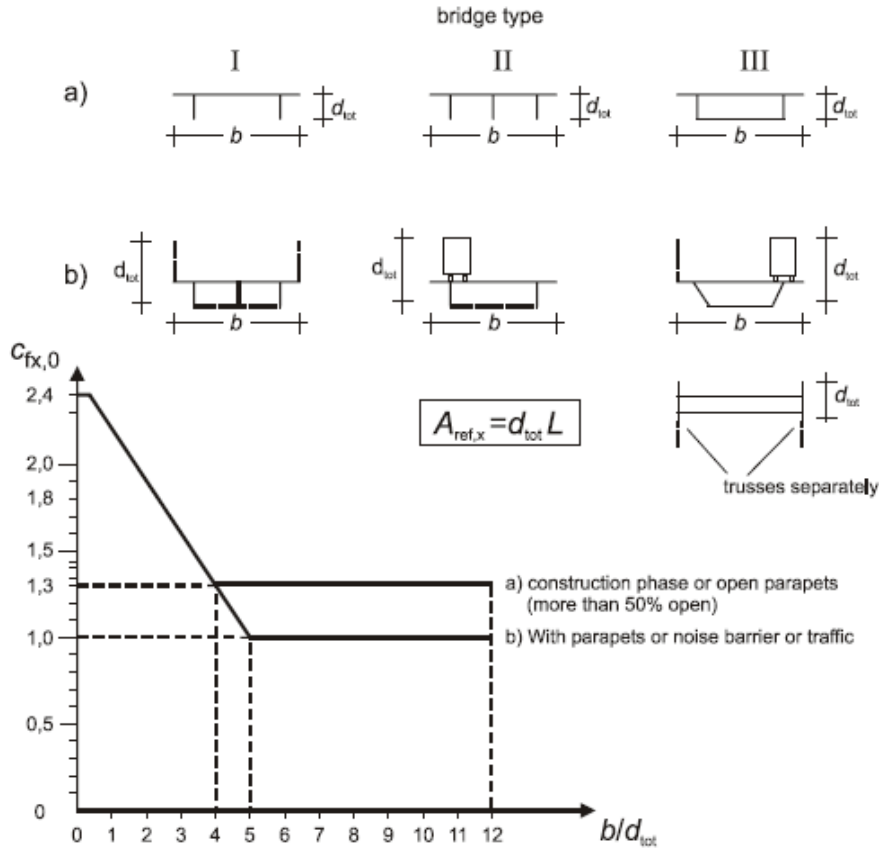 bridge type
I II III
a)
d_tot d_tot d_tot
b b b
b)
d_tot d_tot d_tot
b b b
c_fx,0
2,4
d_tot
A_ref,x = d_tot L
2,0
trusses separately
1,8
1,5
1,3
a) construction phase or open parapets
(more than 50% open)
1,0
b) With parapets or noise barrier or traffic
0,5
0
0 1 2 3 4 5 6 7 8 9 10 11 12
b/d_tot